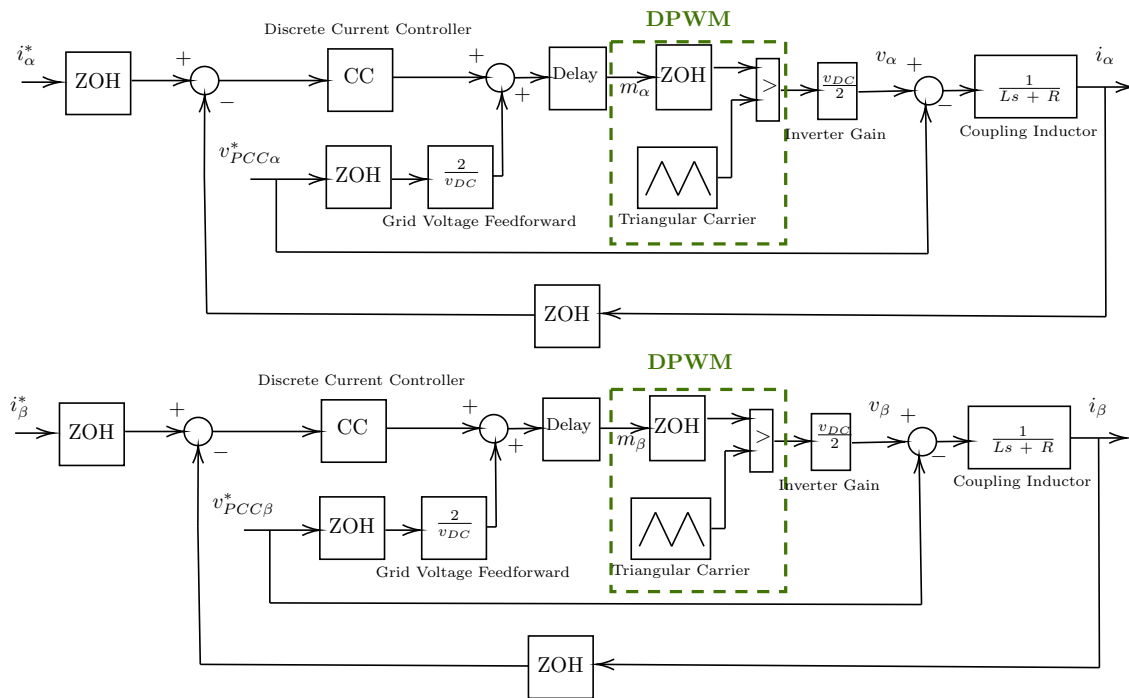 DPWM
Discrete Current Controller
i*α
ZOH
+
−
CC
+
+
Delay
mα
ZOH
>
vDC/2
Inverter Gain
vα
+
−
1/(Ls + R)
Coupling Inductor
iα
v*PCCα
ZOH
2/vDC
Grid Voltage Feedforward
Triangular Carrier
ZOH
DPWM
Discrete Current Controller
i*β
ZOH
+
−
CC
+
+
Delay
mβ
ZOH
>
vDC/2
Inverter Gain
vβ
+
−
1/(Ls + R)
Coupling Inductor
iβ
v*PCCβ
ZOH
2/vDC
Grid Voltage Feedforward
Triangular Carrier
ZOH